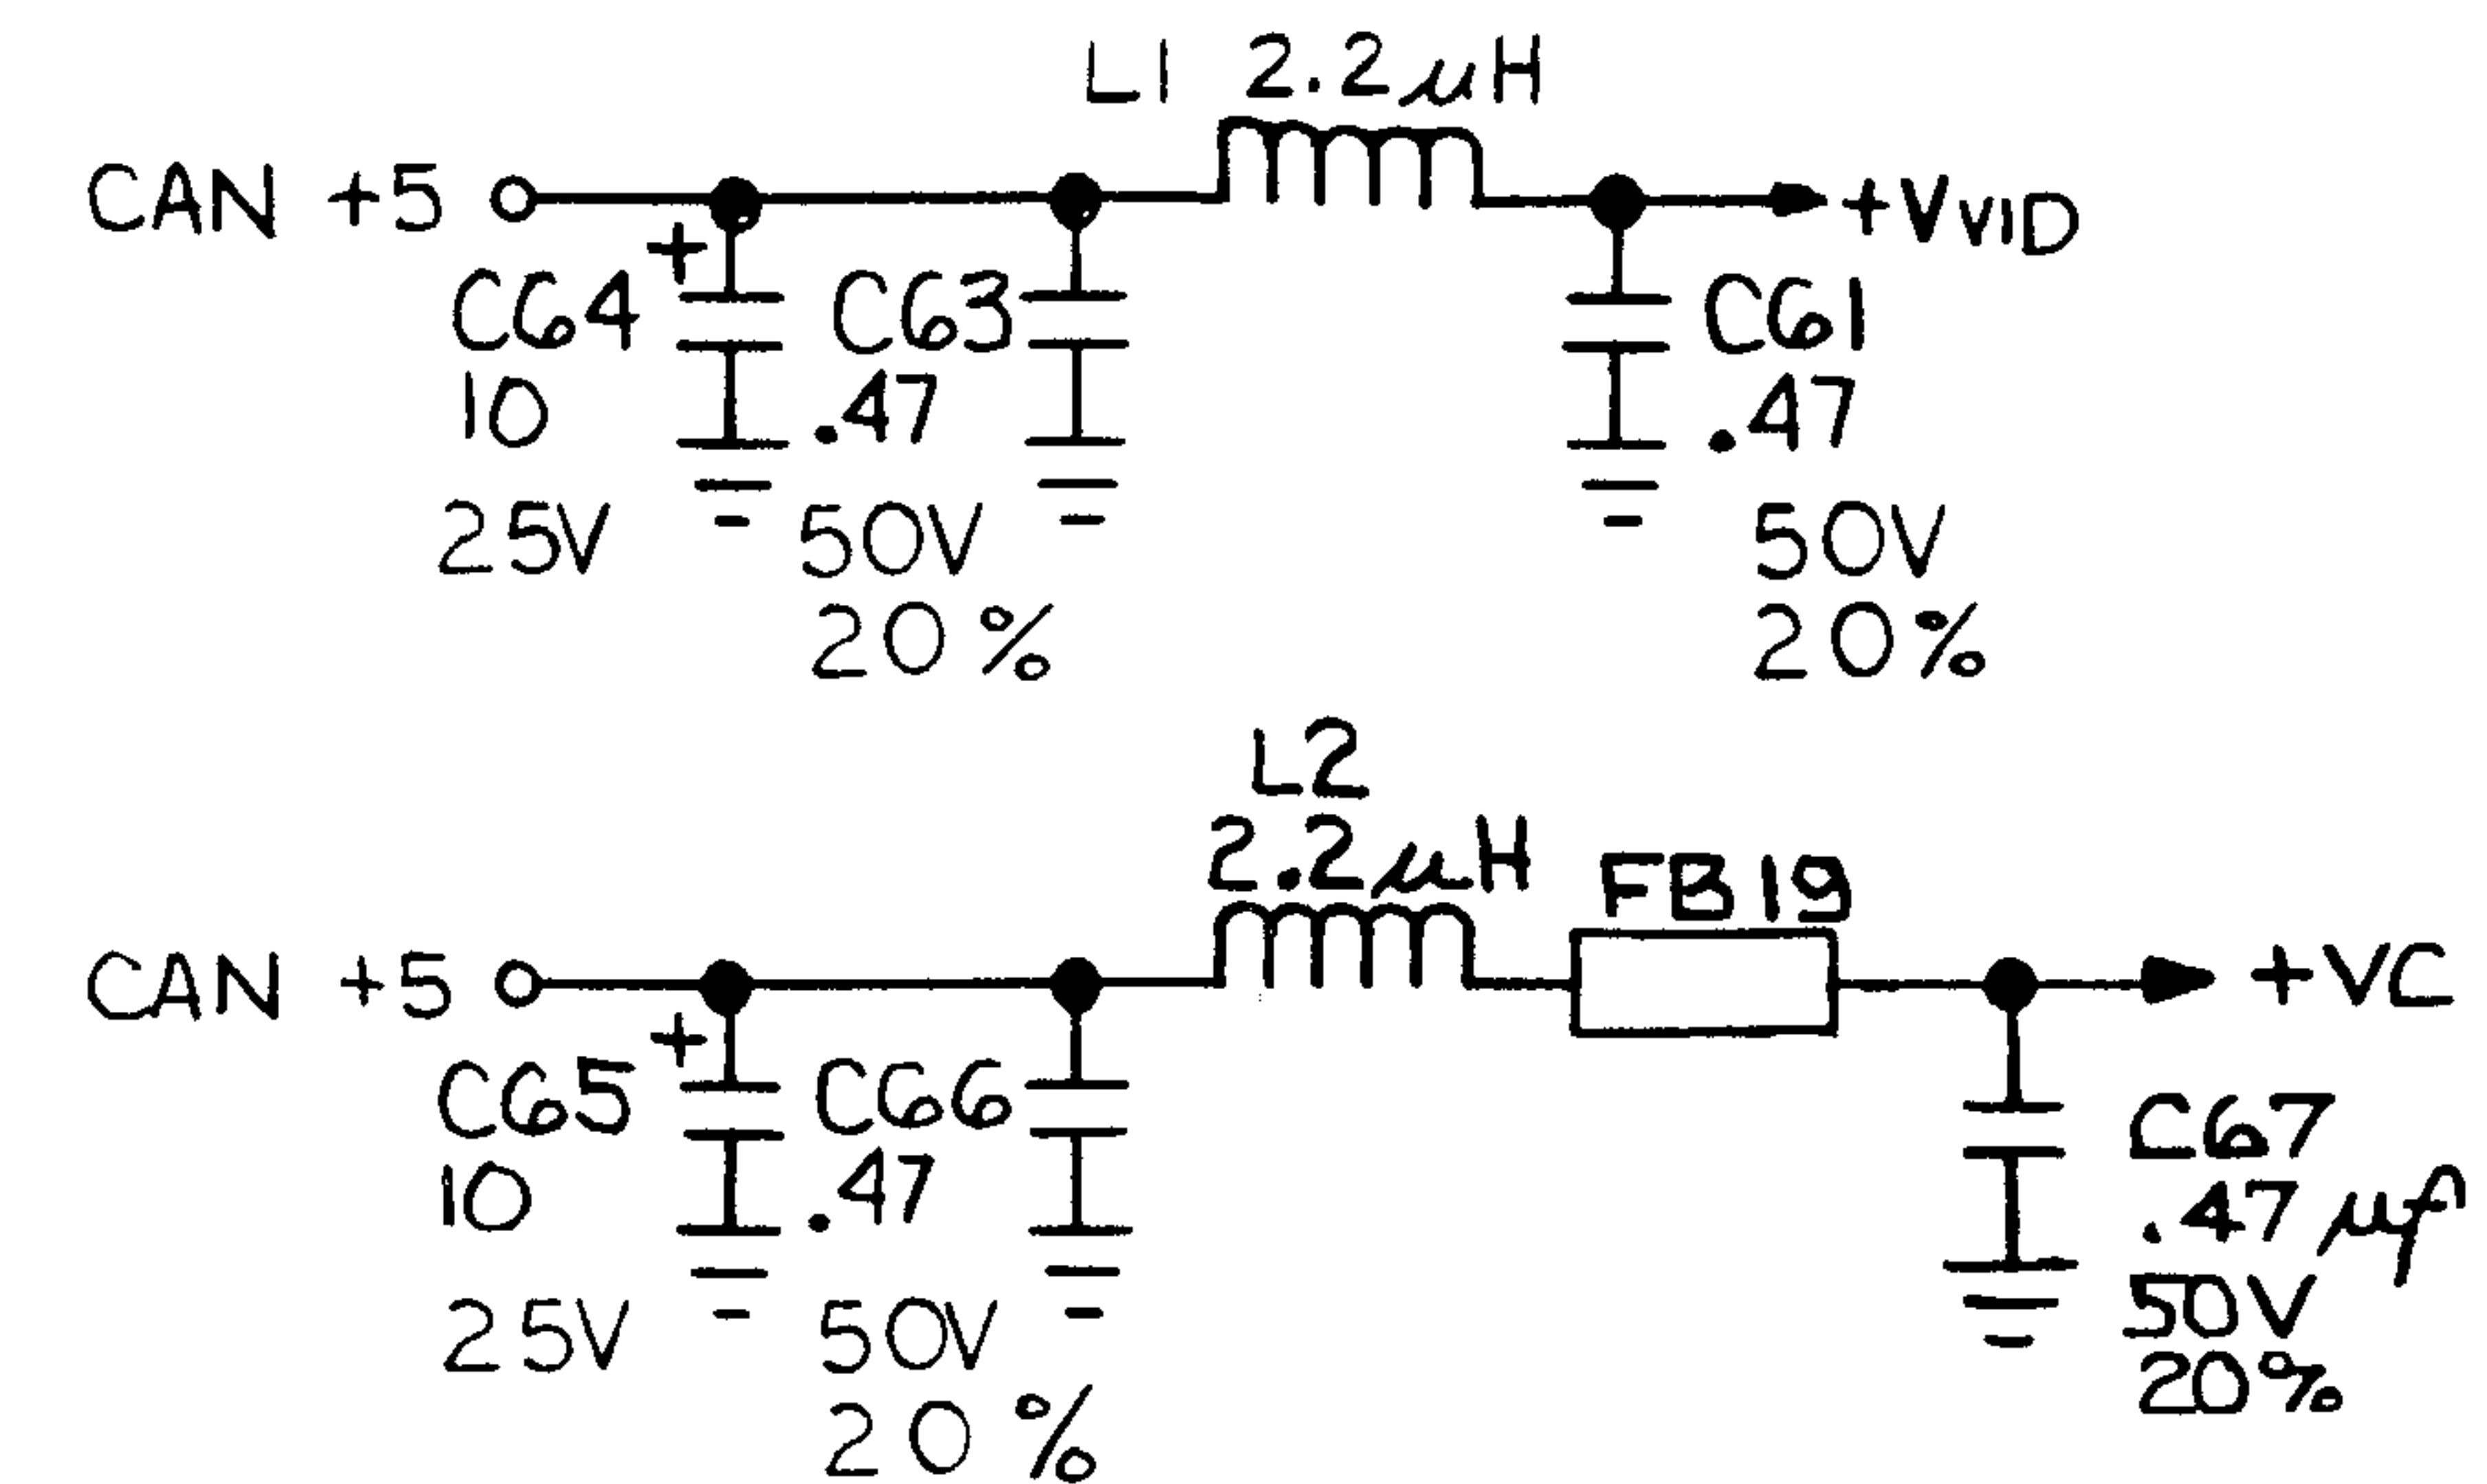 L1 2.2µH
CAN +5
+VVID
+
C64
10
25V
C63
.47
50V
20%
C61
.47
50V
20%
L2
2.2µH
FB19
CAN +5
+VC
+
C65
10
25V
C66
.47
50V
20%
C67
.47µf
50V
20%